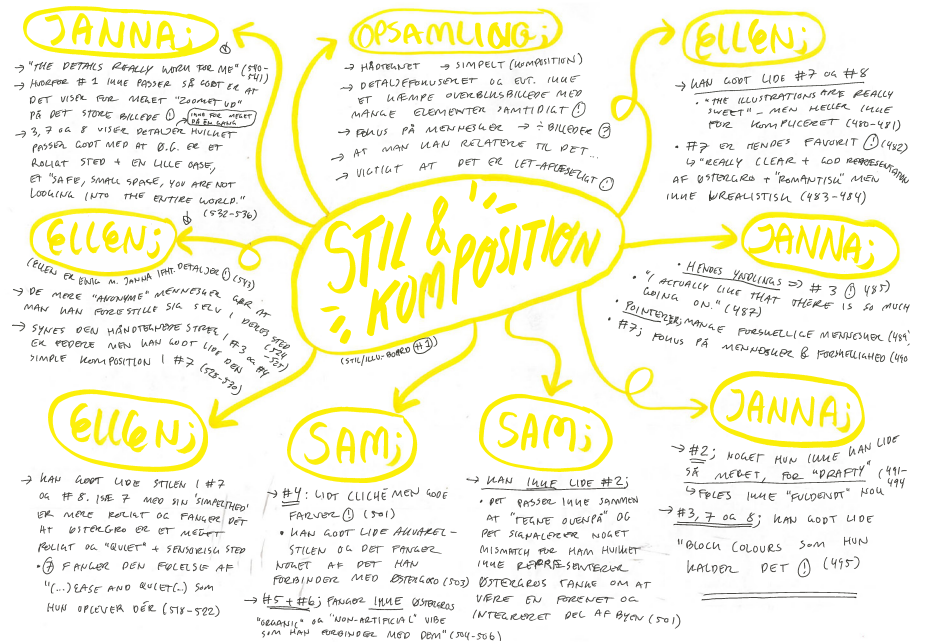 STIL & KOMPOSITION
(STIL/ILLU.-BOARD #1)
JANNA;
→ "THE DETAILS REALLY WORK FOR ME" (540-541)
→ HVORFOR #1 IKKE PASSER SÅ GODT ER AT
DET VISER FOR MEGET "ZOOMET UD"
PÅ DET STORE BILLEDE !
→ IKKE FOR MEGET PÅ ÉN GANG
→ 3, 7 OG 8 VISER DETALJER HVILKET
PASSER GODT MED AT Ø.G. ER ET
ROLIGT STED + EN LILLE OASE,
ET "SAFE, SMALL SPACE, YOU ARE NOT
LOOKING INTO THE ENTIRE WORLD."
(532-536)
OPSAMLING;
→ HÅDTEGNET → SIMPELT (KOMPOSITION)
→ DETALJEFOKUSERET OG EVT. IKKE
ET KÆMPE OVERBLIKSBILLEDE MED
MANGE ELEMENTER SAMTIDIGT !
→ FOKUS PÅ MENNESKER → ÷ BILLEDER ?
→ AT MAN KAN RELATERE TIL DET...
→ VIGTIGT AT DET ER LET-AFLÆSELIGT !
ELLEN;
→ KAN GODT LIDE #7 OG #8
• "THE ILLUSTRATIONS ARE REALLY
SWEET" - MEN HELLER IKKE
FOR KOMPLICERET (480-481)
• #7 ER HENDES FAVORIT ! (482)
↳ "REALLY CLEAR + GOD REPRESENTATION
AF ØSTERGRO + "ROMANTISK" MEN
IKKE UREALISTISK (483-484)
ELLEN;
(ELLEN ER ENIG M. JANNA IFHT. DETALJER ! (543)
→ DE MERE "ANONYME" MENNESKER GØR AT
MAN KAN FORESTILLE SIG SELV I DERES STED
(524-527)
→ SYNES DEN HÅNDTEGNEDE STREG I #3 OG #4
ER FEDERE MEN KAN GODT LIDE DEN
SIMPLE KOMPOSITION I #7 (528-530)
JANNA;
• HENDES YNDLINGS => #3 ! 485)
• "I ACTUALLY LIKE THAT THERE IS SO MUCH
GOING ON." (487)
• POINTERER; MANGE FORSKELLIGE MENNESKER (489)
• #7; FOKUS PÅ MENNESKER & FORSKELLIGHED (490
ELLEN;
→ KAN GODT LIDE STILEN I #7
OG #8. ISÆR 7 MED SIN 'SIMPELTHED'
ER MERE ROLIGT OG FANGER DET
AT ØSTERGRO ER ET MEGET
ROLIGT OG "QUIET" + SENSORISK STED
• 7 FANGER DEN FØLELSE AF
"(...) EASE AND QUIET(..) SOM
HUN OPLEVER DÉR (518-522)
SAM;
→ #4: LIDT CLICHÉ MEN GODE
FARVER ! (501)
• KAN GODT LIDE AKVAREL-
STILEN OG DET FANGER
NOGET AF DET HAN
FORBINDER MED ØSTERGRO (503)
→ #5 + #6; FANGER IKKE ØSTERGROS
"ORGANIC" OG "NON-ARTIFICIAL" VIBE
SOM HAN FORBINDER MED DEM" (504-506)
SAM;
→ KAN IKKE LIDE #2;
• DET PASSER IKKE SAMMEN
AT "TEGNE OVENPÅ" OG
DET SIGNALERER NOGET
MISMATCH FOR HAM HVILKET
IKKE REPRESENTERER
ØSTERGROS TANKE OM AT
VÆRE EN FORENET OG
INTEGRERET DEL AF BYEN (501)
JANNA;
→ #2; NOGET HUN IKKE KAN LIDE
SÅ MEGET, FOR "DRAFTY" (491-494
↳ FØLES IKKE "FULDENDT" NOK
→ #3, 7 OG 8; KAN GODT LIDE
"BLOCK COLOURS SOM HUN
KALDER DET ! (495)